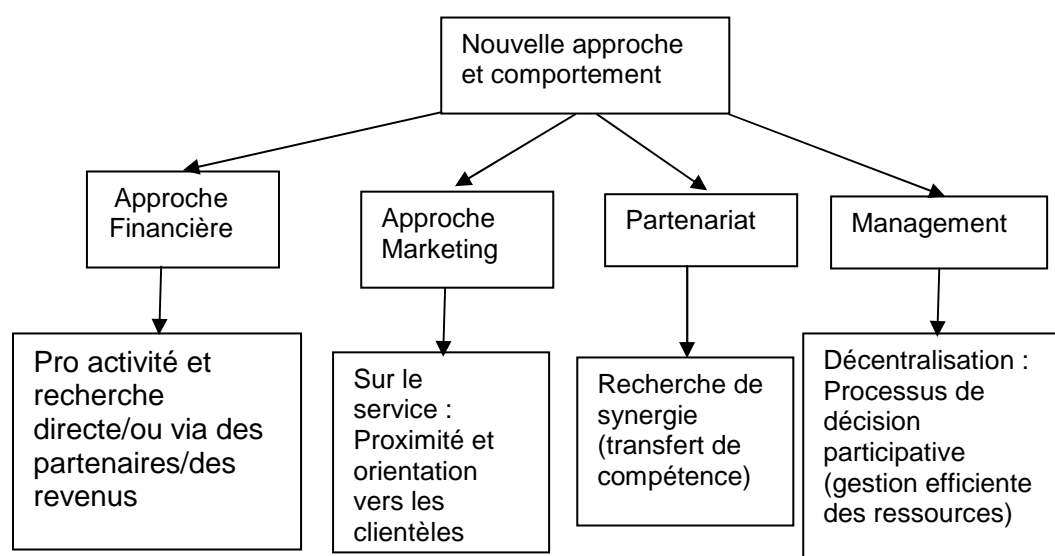 Nouvelle approche
et comportement
Approche
Financière
Approche
Marketing
Partenariat
Management
Pro activité et
recherche
directe/ou via des
partenaires/des
revenus
Sur le
service :
Proximité et
orientation
vers les
clientèles
Recherche de
synergie
(transfert de
compétence)
Décentralisation :
Processus de
décision
participative
(gestion efficiente
des ressources)